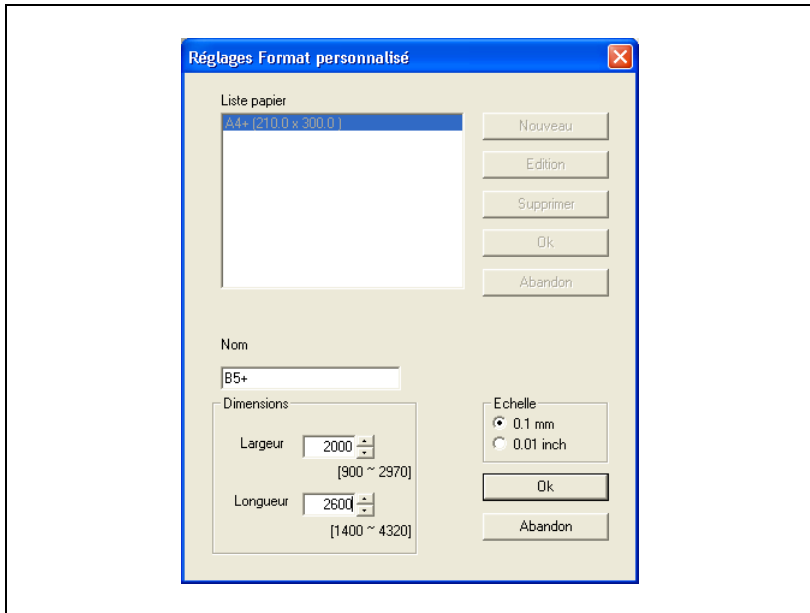 Réglages Format personnalisé
Liste papier
A4+ (210.0 x 300.0 )
Nouveau
Edition
Supprimer
Ok
Abandon
Nom
B5+
Dimensions
Largeur 2000
[900 ~ 2970]
Longueur 2600
[1400 ~ 4320]
Echelle
0.1 mm
0.01 inch
Ok
Abandon